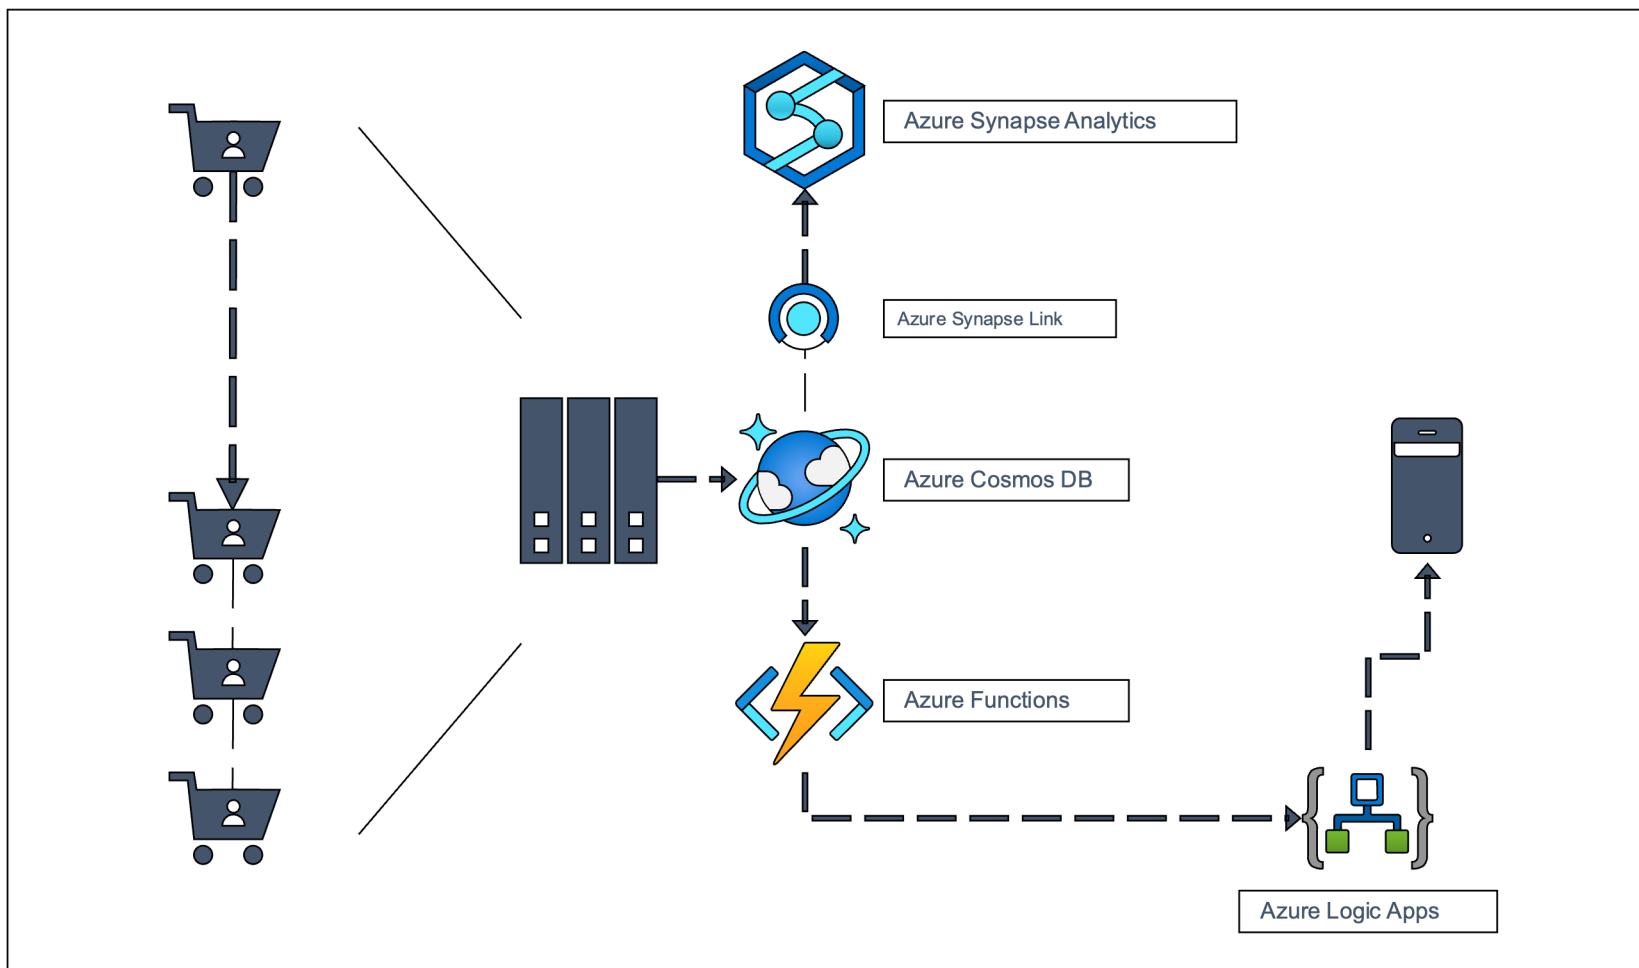 Azure Synapse Analytics
Azure Synapse Link
Azure Cosmos DB
Azure Functions
Azure Logic Apps